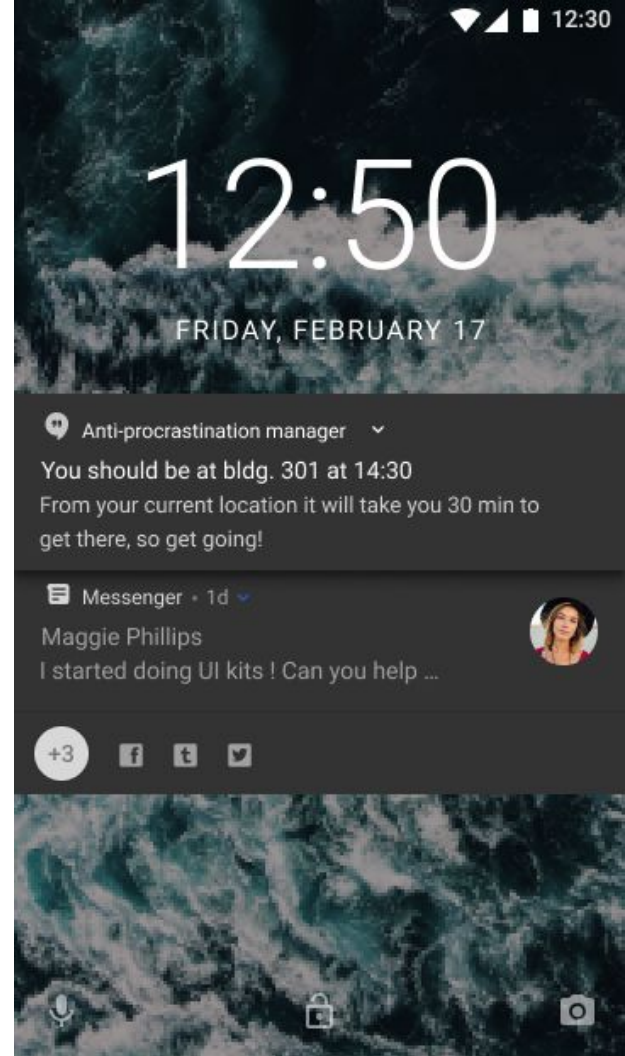 12:30
12:50
FRIDAY, FEBRUARY 17
Anti-procrastination manager
You should be at bldg. 301 at 14:30
From your current location it will take you 30 min to
get there, so get going!
Messenger • 1d
Maggie Phillips
I started doing UI kits ! Can you help ...
+3